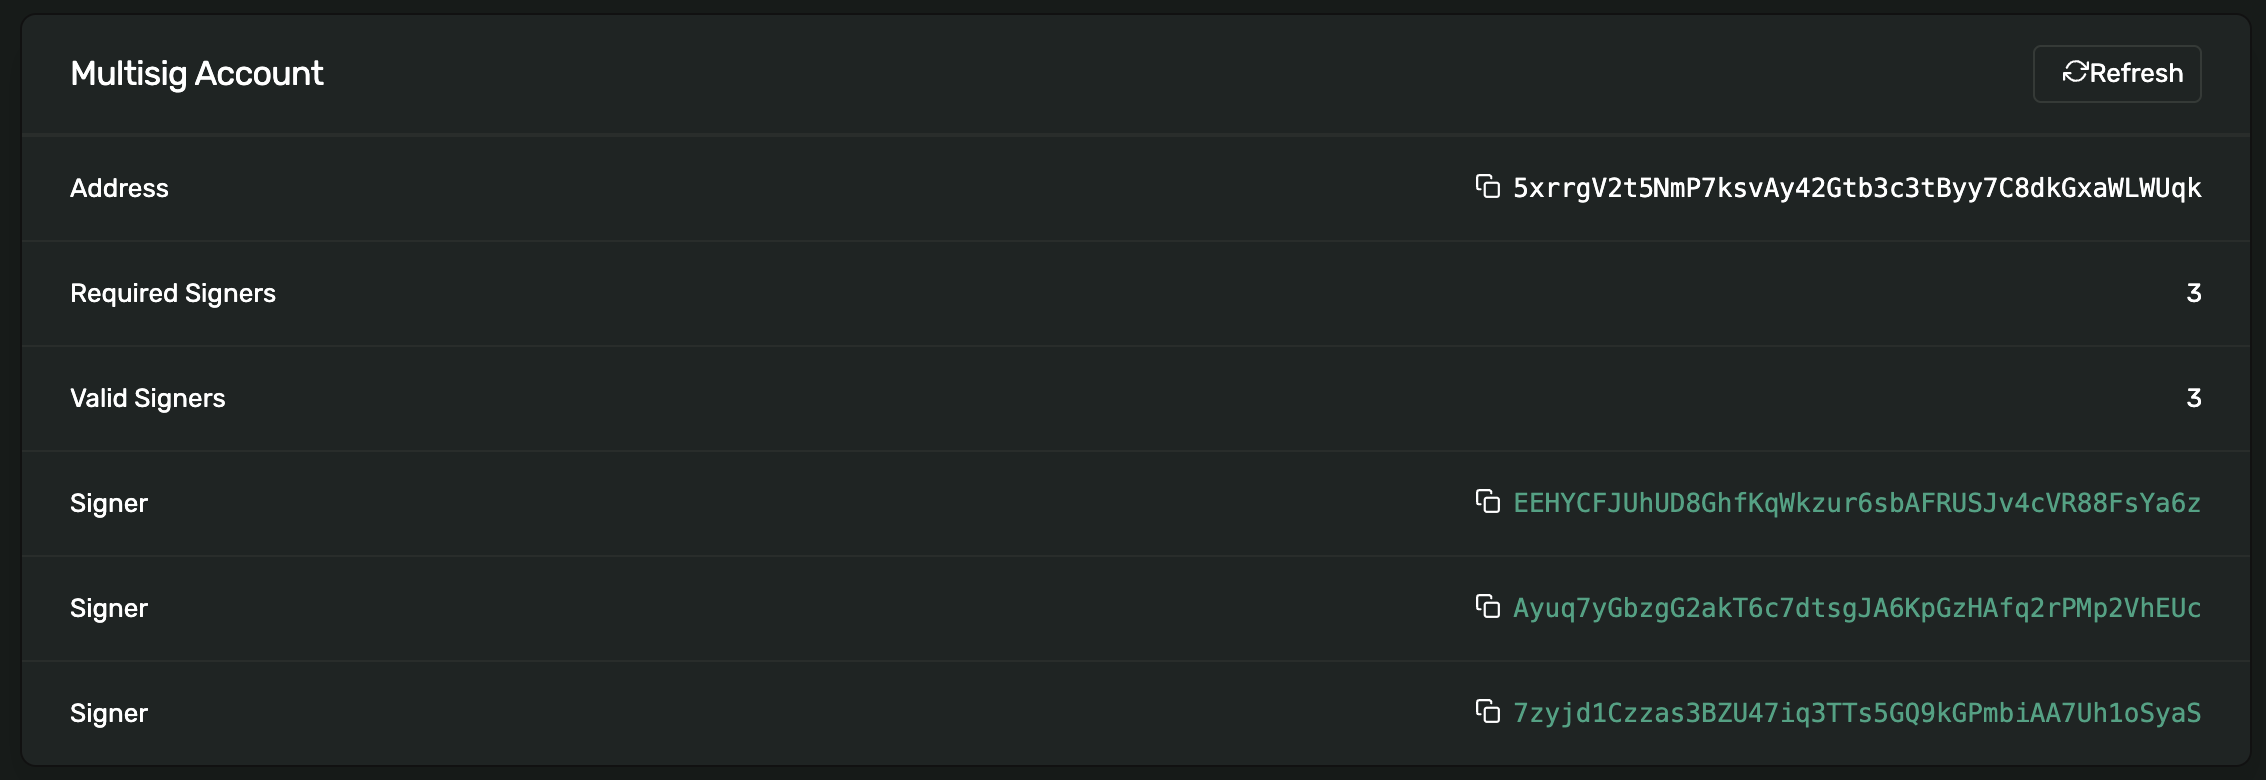 Multisig Account
Refresh
Address 5xrrgV2t5NmP7ksvAy42Gtb3c3tByy7C8dkGxaWLWUqk
Required Signers 3
Valid Signers 3
Signer EEHYCFJUhUD8GhfKqWkzur6sbAFRUSJv4cVR88FsYa6z
Signer Ayuq7yGbzgG2akT6c7dtsgJA6KpGzHAfq2rPMp2VhEUc
Signer 7zyjd1Czzas3BZU47iq3TTs5GQ9kGPmbiAA7Uh1oSyaS